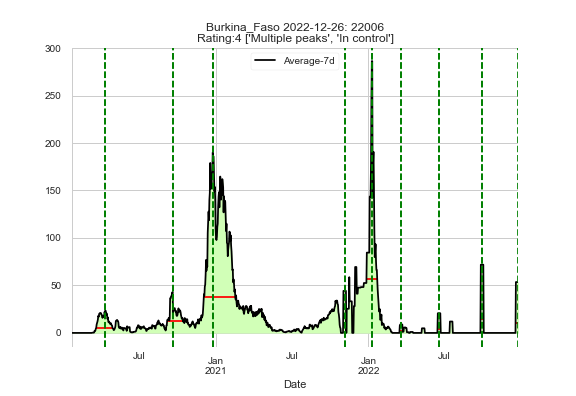 Burkina_Faso 2022-12-26: 22006
Rating:4 ['Multiple peaks', 'In control']
Average-7d
300
250
200
150
100
50
0
Jul
Jan
2021
Jul
Jan
2022
Jul
Date